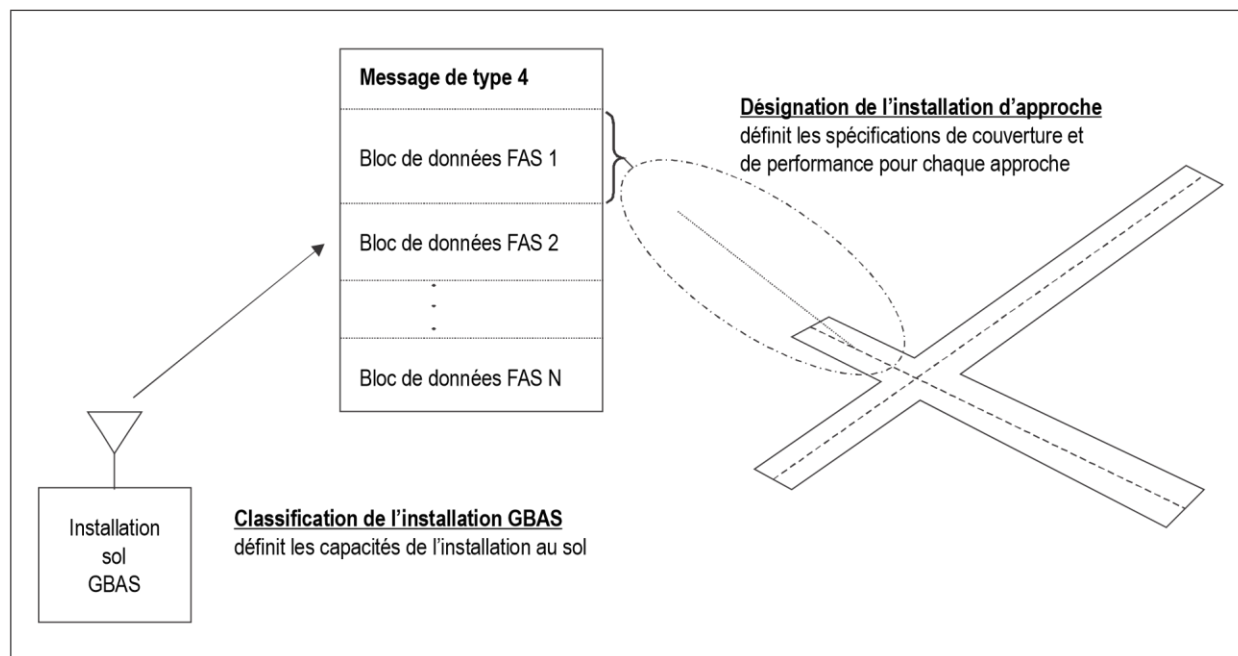 Message de type 4
Bloc de données FAS 1
Bloc de données FAS 2
Bloc de données FAS N
Désignation de l’installation d’approche
définit les spécifications de couverture et
de performance pour chaque approche
Installation
sol
GBAS
Classification de l’installation GBAS
définit les capacités de l’installation au sol